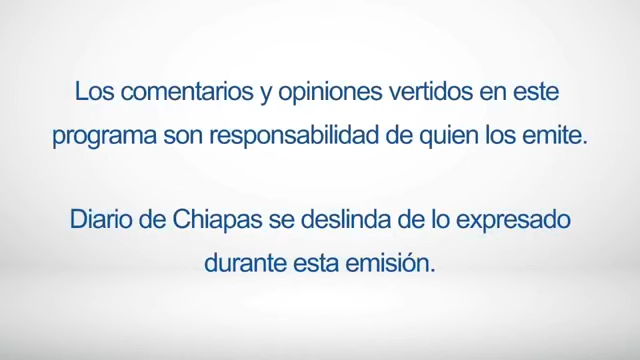 Los comentarios y opiniones vertidos en este
programa son responsabilidad de quien los emite.
Diario de Chiapas se deslinda de lo expresado
durante esta emisión.